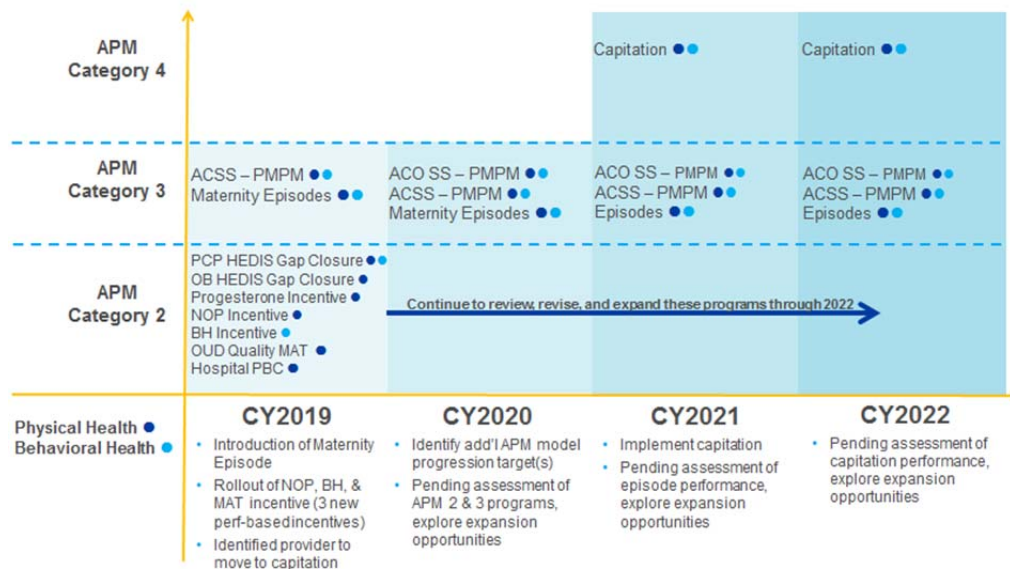 APM
Category 4
Capitation
Capitation
APM
Category 3
ACSS – PMPM
Maternity Episodes
ACO SS – PMPM
ACSS – PMPM
Maternity Episodes
ACO SS – PMPM
ACSS – PMPM
Episodes
ACO SS – PMPM
ACSS – PMPM
Episodes
APM
Category 2
PCP HEDIS Gap Closure
OB HEDIS Gap Closure
Progesterone Incentive
NOP Incentive
BH Incentive
OUD Quality MAT
Hospital PBC
Continue to review, revise, and expand these programs through 2022
Physical Health
Behavioral Health
CY2019
• Introduction of Maternity
Episode
• Rollout of NOP, BH, &
MAT incentive (3 new
perf-based incentives)
• Identified provider to
move to capitation
CY2020
• Identify add'l APM model
progression target(s)
• Pending assessment of
APM 2 & 3 programs,
explore expansion
opportunities
CY2021
• Implement capitation
• Pending assessment of
episode performance,
explore expansion
opportunities
CY2022
• Pending assessment of
capitation performance,
explore expansion
opportunities